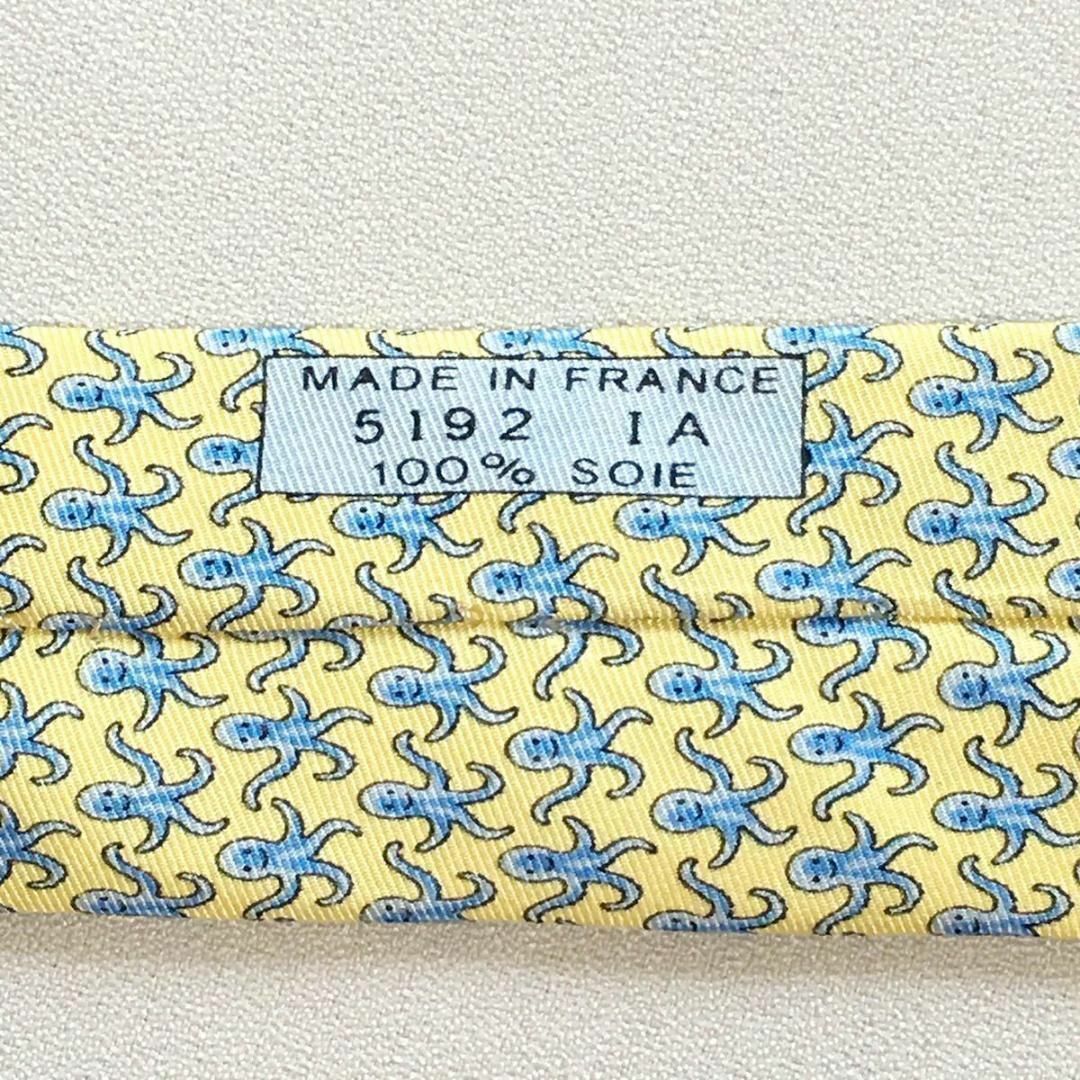 MADE IN FRANCE
5192 IA
100% SOIE